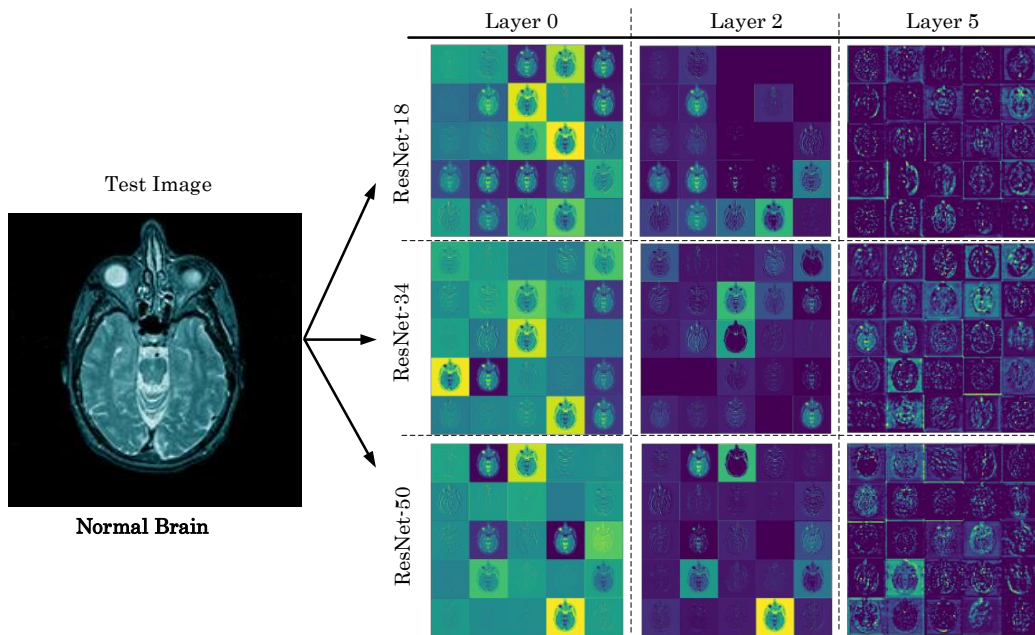 Layer 0
Layer 2
Layer 5
ResNet-18
Test Image
ResNet-34
Normal Brain
ResNet-50